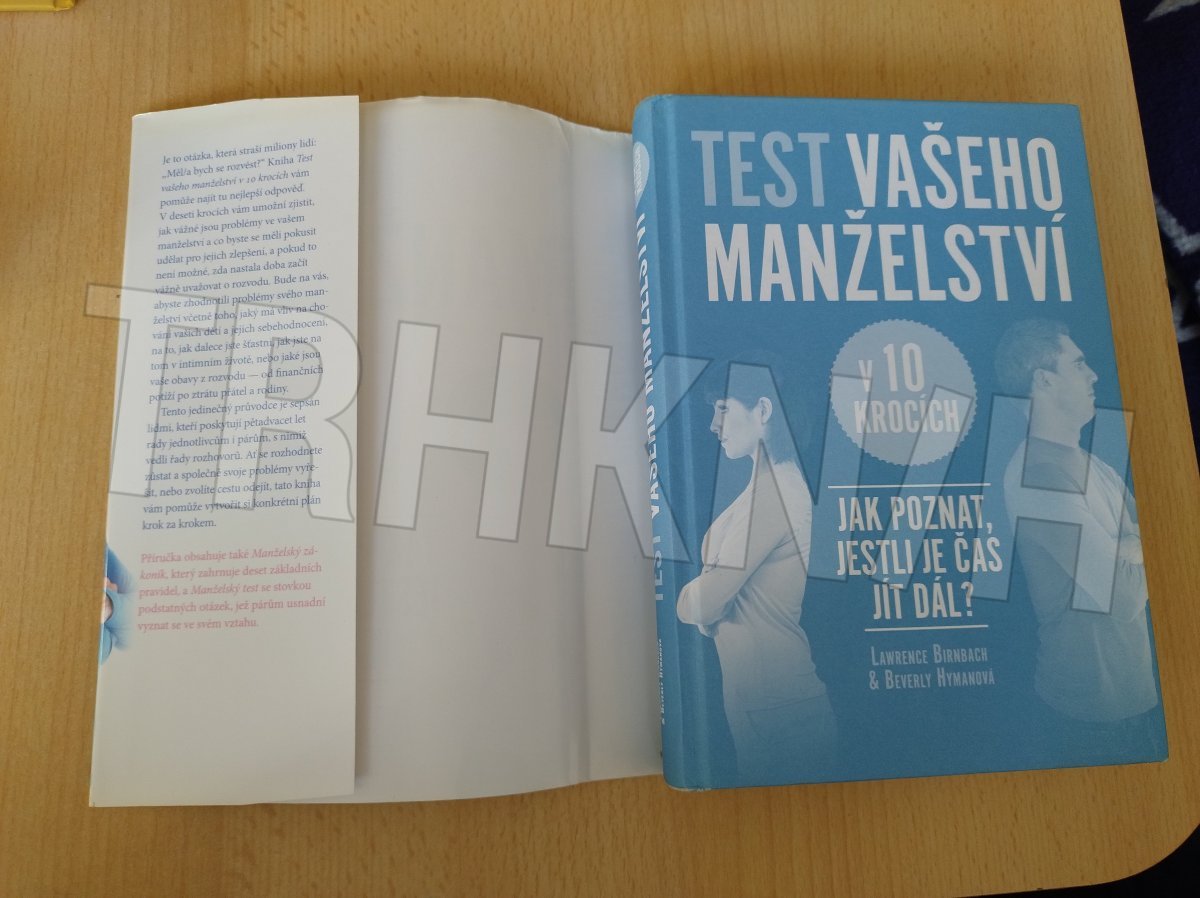 Je to otázka, která straší miliony lidí:
„Měl/a bych se rozvést?“ Kniha Test
vašeho manželství v 10 krocích vám
pomůže najít tu nejlepší odpověď.
V deseti krocích vám umožní zjistit,
jak vážné jsou problémy ve vašem
manželství a co byste se měli pokusit
udělat pro jejich zlepšení, a pokud to
není možné, zda nastala doba začít
vážně uvažovat o rozvodu. Bude na vás,
abyste zhodnotili problémy svého man-
želství včetně toho, jaký má vliv na cho-
vání vašich dětí a jejich sebehodnocení,
na to, jak dalece jste šťastni, jak jste na
tom v intimním životě, nebo jaké jsou
vaše obavy z rozvodu — od finančních
potíží po ztrátu přátel a rodiny.
Tento jedinečný průvodce je sepsán
lidmi, kteří poskytují pětadvacet let
rady jednotlivcům i párům, s nimiž
vedli řady rozhovorů. Ať se rozhodnete
zůstat a společně svoje problémy vyře-
šit, nebo zvolíte cestu odejít, tato kniha
vám pomůže vytvořit si konkrétní plán
krok za krokem.
Příručka obsahuje také Manželský zá-
koník, který zahrnuje deset základních
pravidel, a Manželský test se stovkou
podstatných otázek, jež párům usnadní
vyznat se ve svém vztahu.
TEST VAŠEHO MANŽELSTVÍ
& Beverly Hymanová
TEST VAŠEHO
MANŽELSTVÍ
v 10
KROCÍCH
JAK POZNAT,
JESTLI JE ČAS
JÍT DÁL?
Lawrence Birnbach
& Beverly Hymanová
TRHKNIH